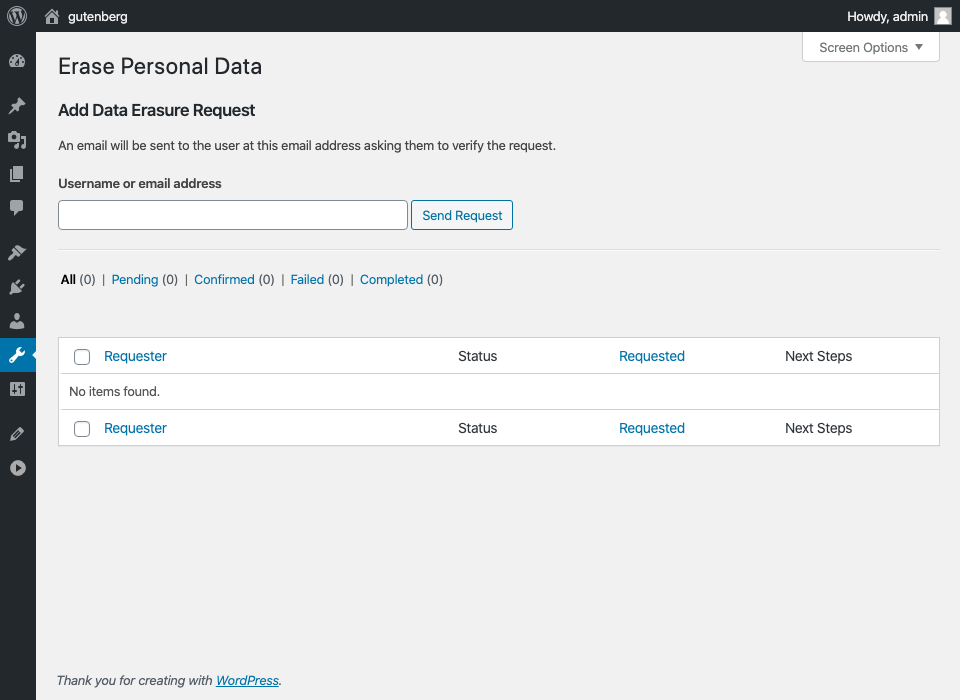 gutenberg
Howdy, admin
Screen Options
Erase Personal Data
Add Data Erasure Request
An email will be sent to the user at this email address asking them to verify the request.
Username or email address
Send Request
All (0) | Pending (0) | Confirmed (0) | Failed (0) | Completed (0)
Requester Status Requested Next Steps
No items found.
Requester Status Requested Next Steps
Thank you for creating with WordPress.